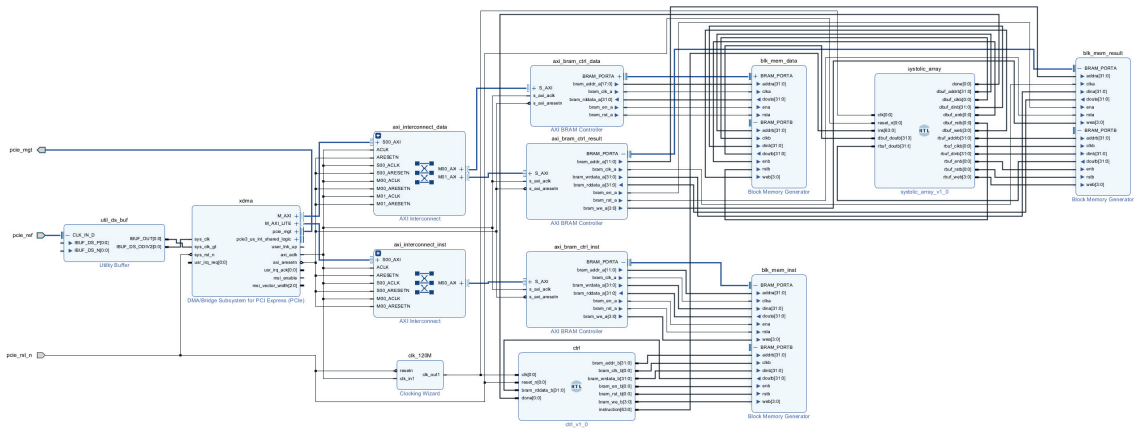 pcie_mgt
pcie_ref
pcie_rst_n
util_ds_buf
CLK_IN_D
IBUF_DS_P[0:0]
IBUF_DS_N[0:0]
IBUF_OUT[0:0]
IBUF_DS_ODIV2[0:0]
Utility Buffer
xdma
sys_clk
sys_clk_gt
sys_rst_n
usr_irq_req[0:0]
M_AXI
M_AXI_LITE
pcie_mgt
pcie3_us_int_shared_logic
user_lnk_up
axi_aclk
axi_aresetn
usr_irq_ack[0:0]
msi_enable
msi_vector_width[2:0]
DMA/Bridge Subsystem for PCI Express (PCIe)
axi_interconnect_data
S00_AXI
ACLK
ARESETN
S00_ACLK
S00_ARESETN
M00_ACLK
M00_ARESETN
M01_ACLK
M01_ARESETN
M00_AXI
M01_AXI
AXI Interconnect
axi_interconnect_inst
S00_AXI
ACLK
ARESETN
S00_ACLK
S00_ARESETN
M00_ACLK
M00_ARESETN
M00_AXI
AXI Interconnect
clk_120M
resetn
clk_in1
clk_out1
Clocking Wizard
axi_bram_ctrl_data
S_AXI
s_axi_aclk
s_axi_aresetn
BRAM_PORTA
bram_addr_a[17:0]
bram_clk_a
bram_wrdata_a[31:0]
bram_en_a
bram_rst_a
AXI BRAM Controller
axi_bram_ctrl_result
S_AXI
s_axi_aclk
s_axi_aresetn
BRAM_PORTA
bram_clk_a
bram_wrdata_a[31:0]
bram_rddata_a[31:0]
bram_en_a
bram_rst_a
bram_we_a[3:0]
AXI BRAM Controller
axi_bram_ctrl_inst
S_AXI
s_axi_aclk
s_axi_aresetn
BRAM_PORTA
bram_addr_a[11:0]
bram_clk_a
bram_wrdata_a[31:0]
bram_rddata_a[31:0]
bram_en_a
bram_rst_a
bram_we_a[3:0]
AXI BRAM Controller
ctrl
clk[0:0]
reset_n[0:0]
bram_rddata_b[31:0]
done[0:0]
RTL
bram_addr_b[31:0]
bram_clk_b[0:0]
bram_wrdata_b[31:0]
bram_en_b[0:0]
bram_rst_b[0:0]
bram_we_b[3:0]
instruction[63:0]
ctrl_v1_0
blk_mem_data
BRAM_PORTA
addra[31:0]
clka
dina[31:0]
douta[31:0]
ena
rsta
BRAM_PORTB
addrb[31:0]
clkb
dinb[31:0]
doutb[31:0]
enb
rstb
web[3:0]
Block Memory Generator
blk_mem_inst
BRAM_PORTA
addra[31:0]
clka
dina[31:0]
douta[31:0]
ena
rsta
wea[3:0]
BRAM_PORTB
addrb[31:0]
clkb
dinb[31:0]
doutb[31:0]
enb
rstb
web[3:0]
Block Memory Generator
systolic_array
clk[0:0]
reset_n[0:0]
inst[63:0]
dbuf_doutb[31:0]
rbuf_doutb[31:0]
RTL
done[0:0]
dbuf_addrb[31:0]
dbuf_clkb[0:0]
dbuf_dinb[31:0]
dbuf_enb[0:0]
dbuf_rstb[0:0]
rbuf_addrb[31:0]
rbuf_clkb[0:0]
rbuf_dinb[31:0]
rbuf_enb[0:0]
rbuf_rstb[0:0]
rbuf_web[3:0]
systolic_array_v1_0
blk_mem_result
BRAM_PORTA
addra[31:0]
clka
dina[31:0]
douta[31:0]
ena
rsta
wea[3:0]
BRAM_PORTB
addrb[31:0]
clkb
dinb[31:0]
doutb[31:0]
enb
rstb
web[3:0]
Block Memory Generator